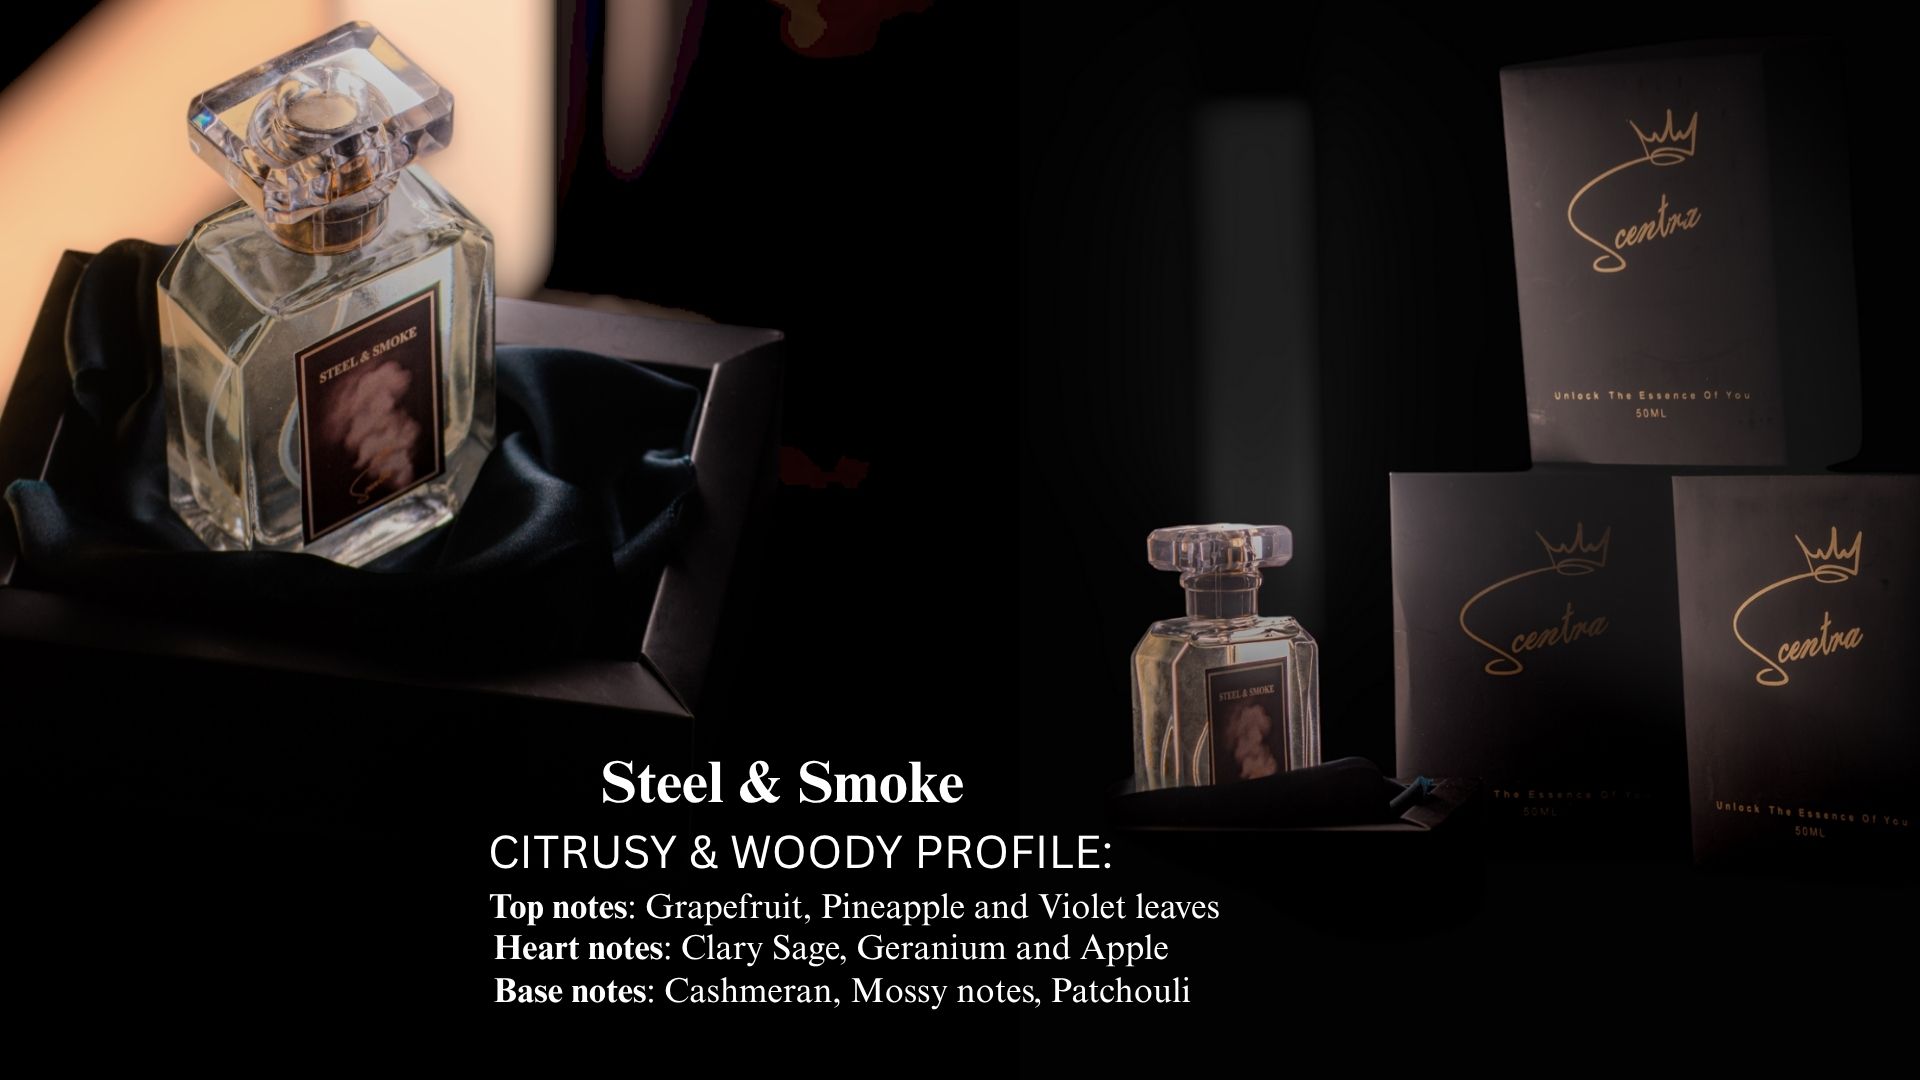 STEEL & SMOKE
Scentra
Unlock The Essence Of You
50ML
Scentra
The Essence Of
50ML
Scentra
Unlock The Essence Of You
50ML
STEEL & SMOKE
Steel & Smoke
CITRUSY & WOODY PROFILE:
Top notes: Grapefruit, Pineapple and Violet leaves
Heart notes: Clary Sage, Geranium and Apple
Base notes: Cashmeran, Mossy notes, Patchouli